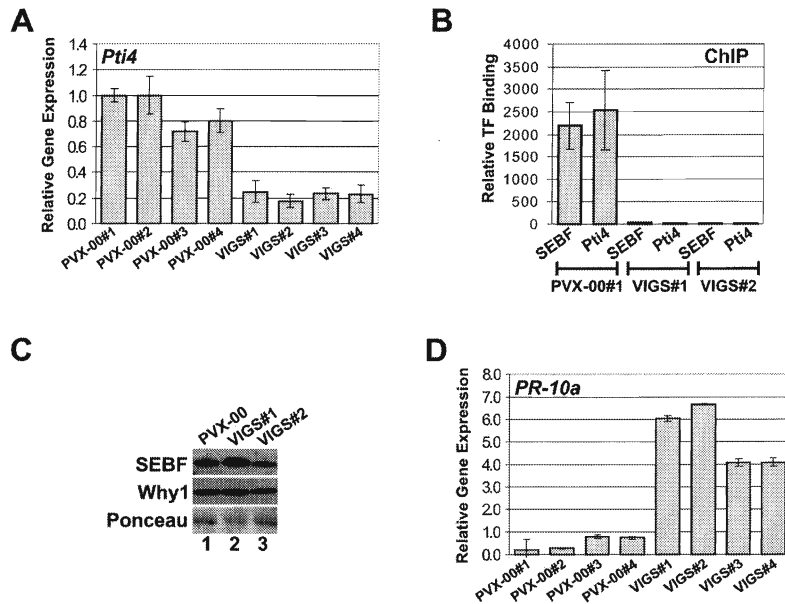 A
Pti4
Relative Gene Expression
1.4
1.2
1.0
0.8
0.6
0.4
0.2
0.0
PVX-00#1
PVX-00#2
PVX-00#3
PVX-00#4
VIGS#1
VIGS#2
VIGS#3
VIGS#4
B
ChIP
Relative TF Binding
4000
3500
3000
2500
2000
1500
1000
500
0
SEBF
Pti4
SEBF
Pti4
SEBF
Pti4
PVX-00#1
VIGS#1
VIGS#2
C
PVX-00
VIGS#1
VIGS#2
SEBF
Why1
Ponceau
1 2 3
D
PR-10a
Relative Gene Expression
8.0
7.0
6.0
5.0
4.0
3.0
2.0
1.0
0.0
PVX-00#1
PVX-00#2
PVX-00#3
PVX-00#4
VIGS#1
VIGS#2
VIGS#3
VIGS#4